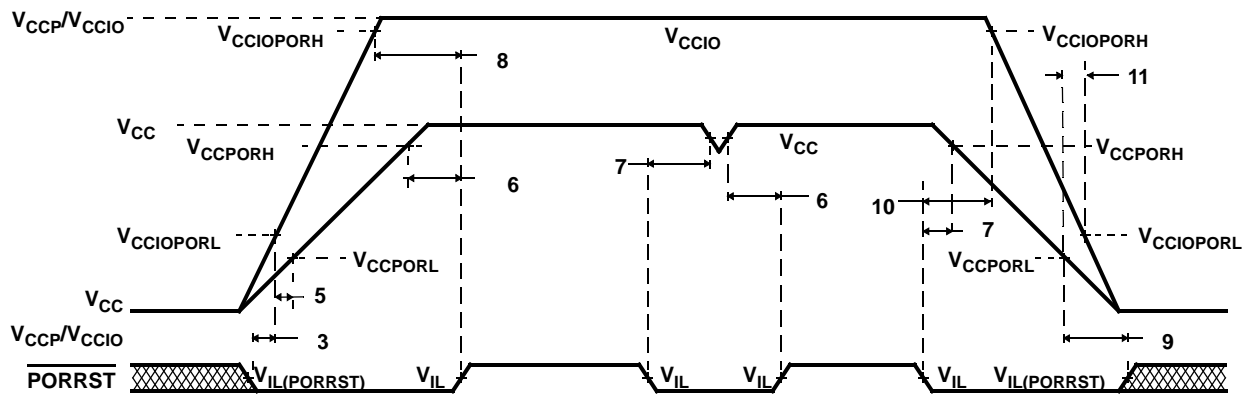 VCCP/VCCIO
VCCIOPORH
VCCIO
VCCIOPORH
8
11
VCC
VCCPORH
VCC
VCCPORH
6
7
6
10
7
VCCIOPORL
VCCPORL
VCCPORL
VCCIOPORL
VCC
5
VCCP/VCCIO
3
9
PORRST
VIL(PORRST)
VIL
VIL
VIL
VIL
VIL(PORRST)